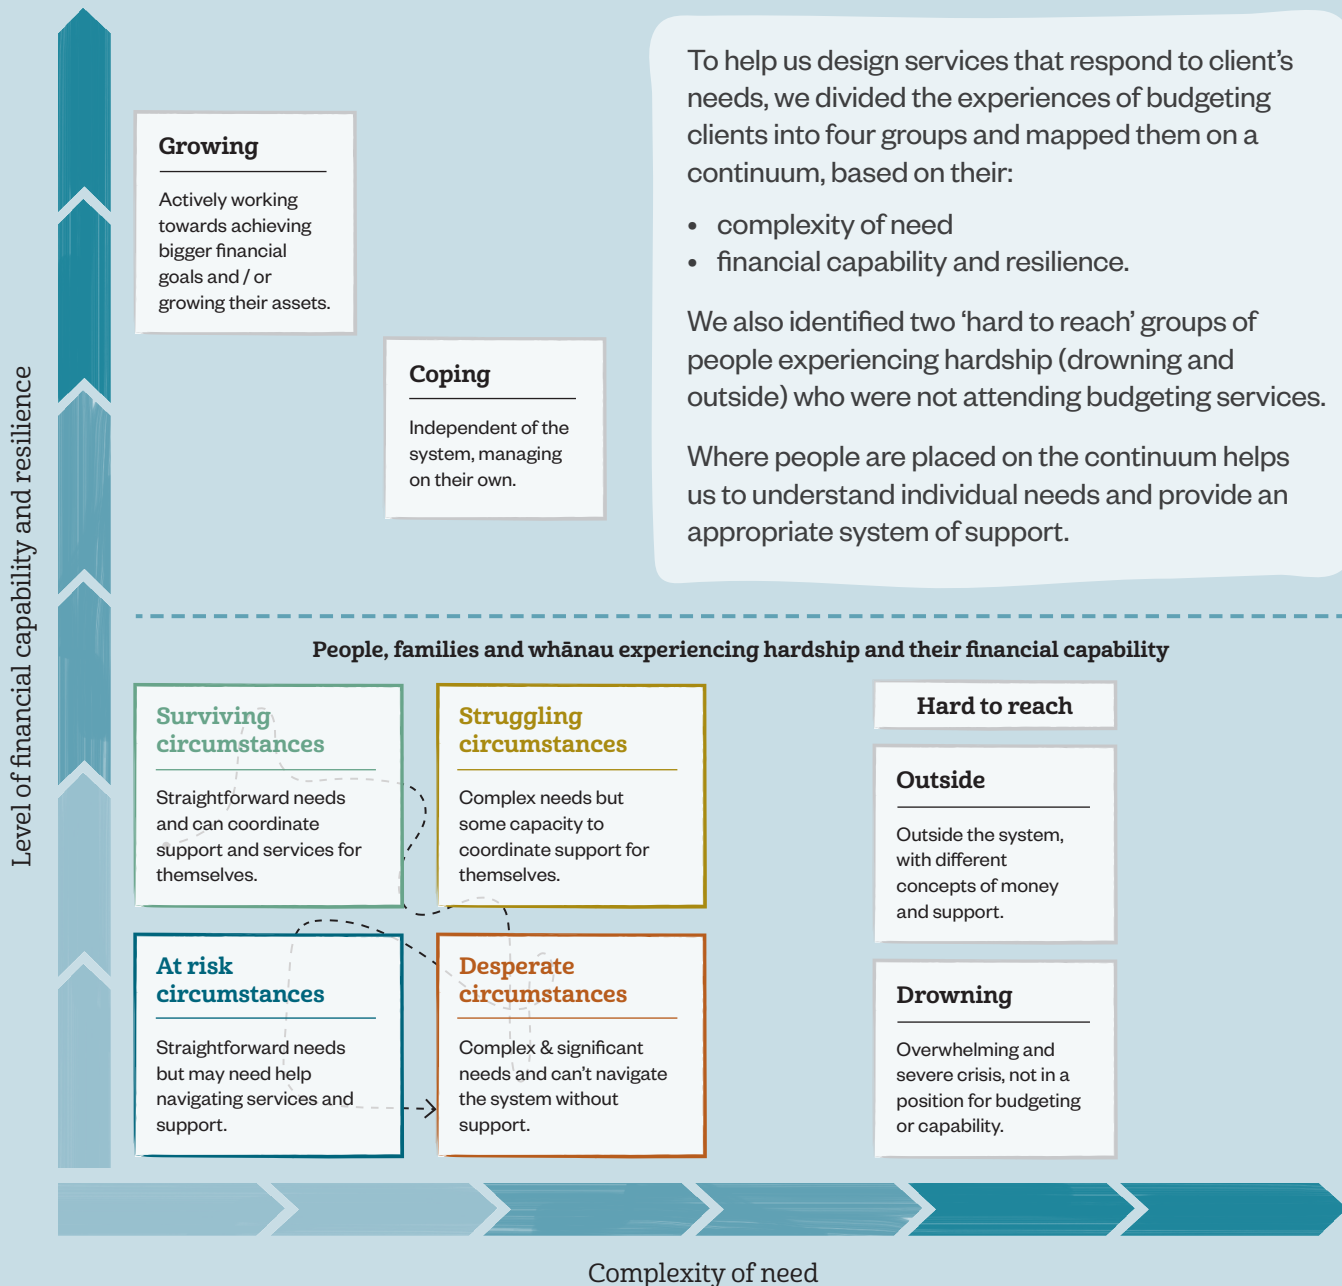 To help us design services that respond to client’s
needs, we divided the experiences of budgeting
clients into four groups and mapped them on a
continuum, based on their:
• complexity of need
• financial capability and resilience.
We also identified two ‘hard to reach’ groups of
people experiencing hardship (drowning and
outside) who were not attending budgeting services.
Where people are placed on the continuum helps
us to understand individual needs and provide an
appropriate system of support.
Growing
Actively working
towards achieving
bigger financial
goals and / or
growing their assets.
Coping
Independent of the
system, managing
on their own.
Level of financial capability and resilience
People, families and whānau experiencing hardship and their financial capability
Surviving
circumstances
Straightforward needs
and can coordinate
support and services for
themselves.
Struggling
circumstances
Complex needs but
some capacity to
coordinate support for
themselves.
Hard to reach
Outside
Outside the system,
with different
concepts of money
and support.
At risk
circumstances
Straightforward needs
but may need help
navigating services and
support.
Desperate
circumstances
Complex & significant
needs and can’t navigate
the system without
support.
Drowning
Overwhelming and
severe crisis, not in a
position for budgeting
or capability.
Complexity of need